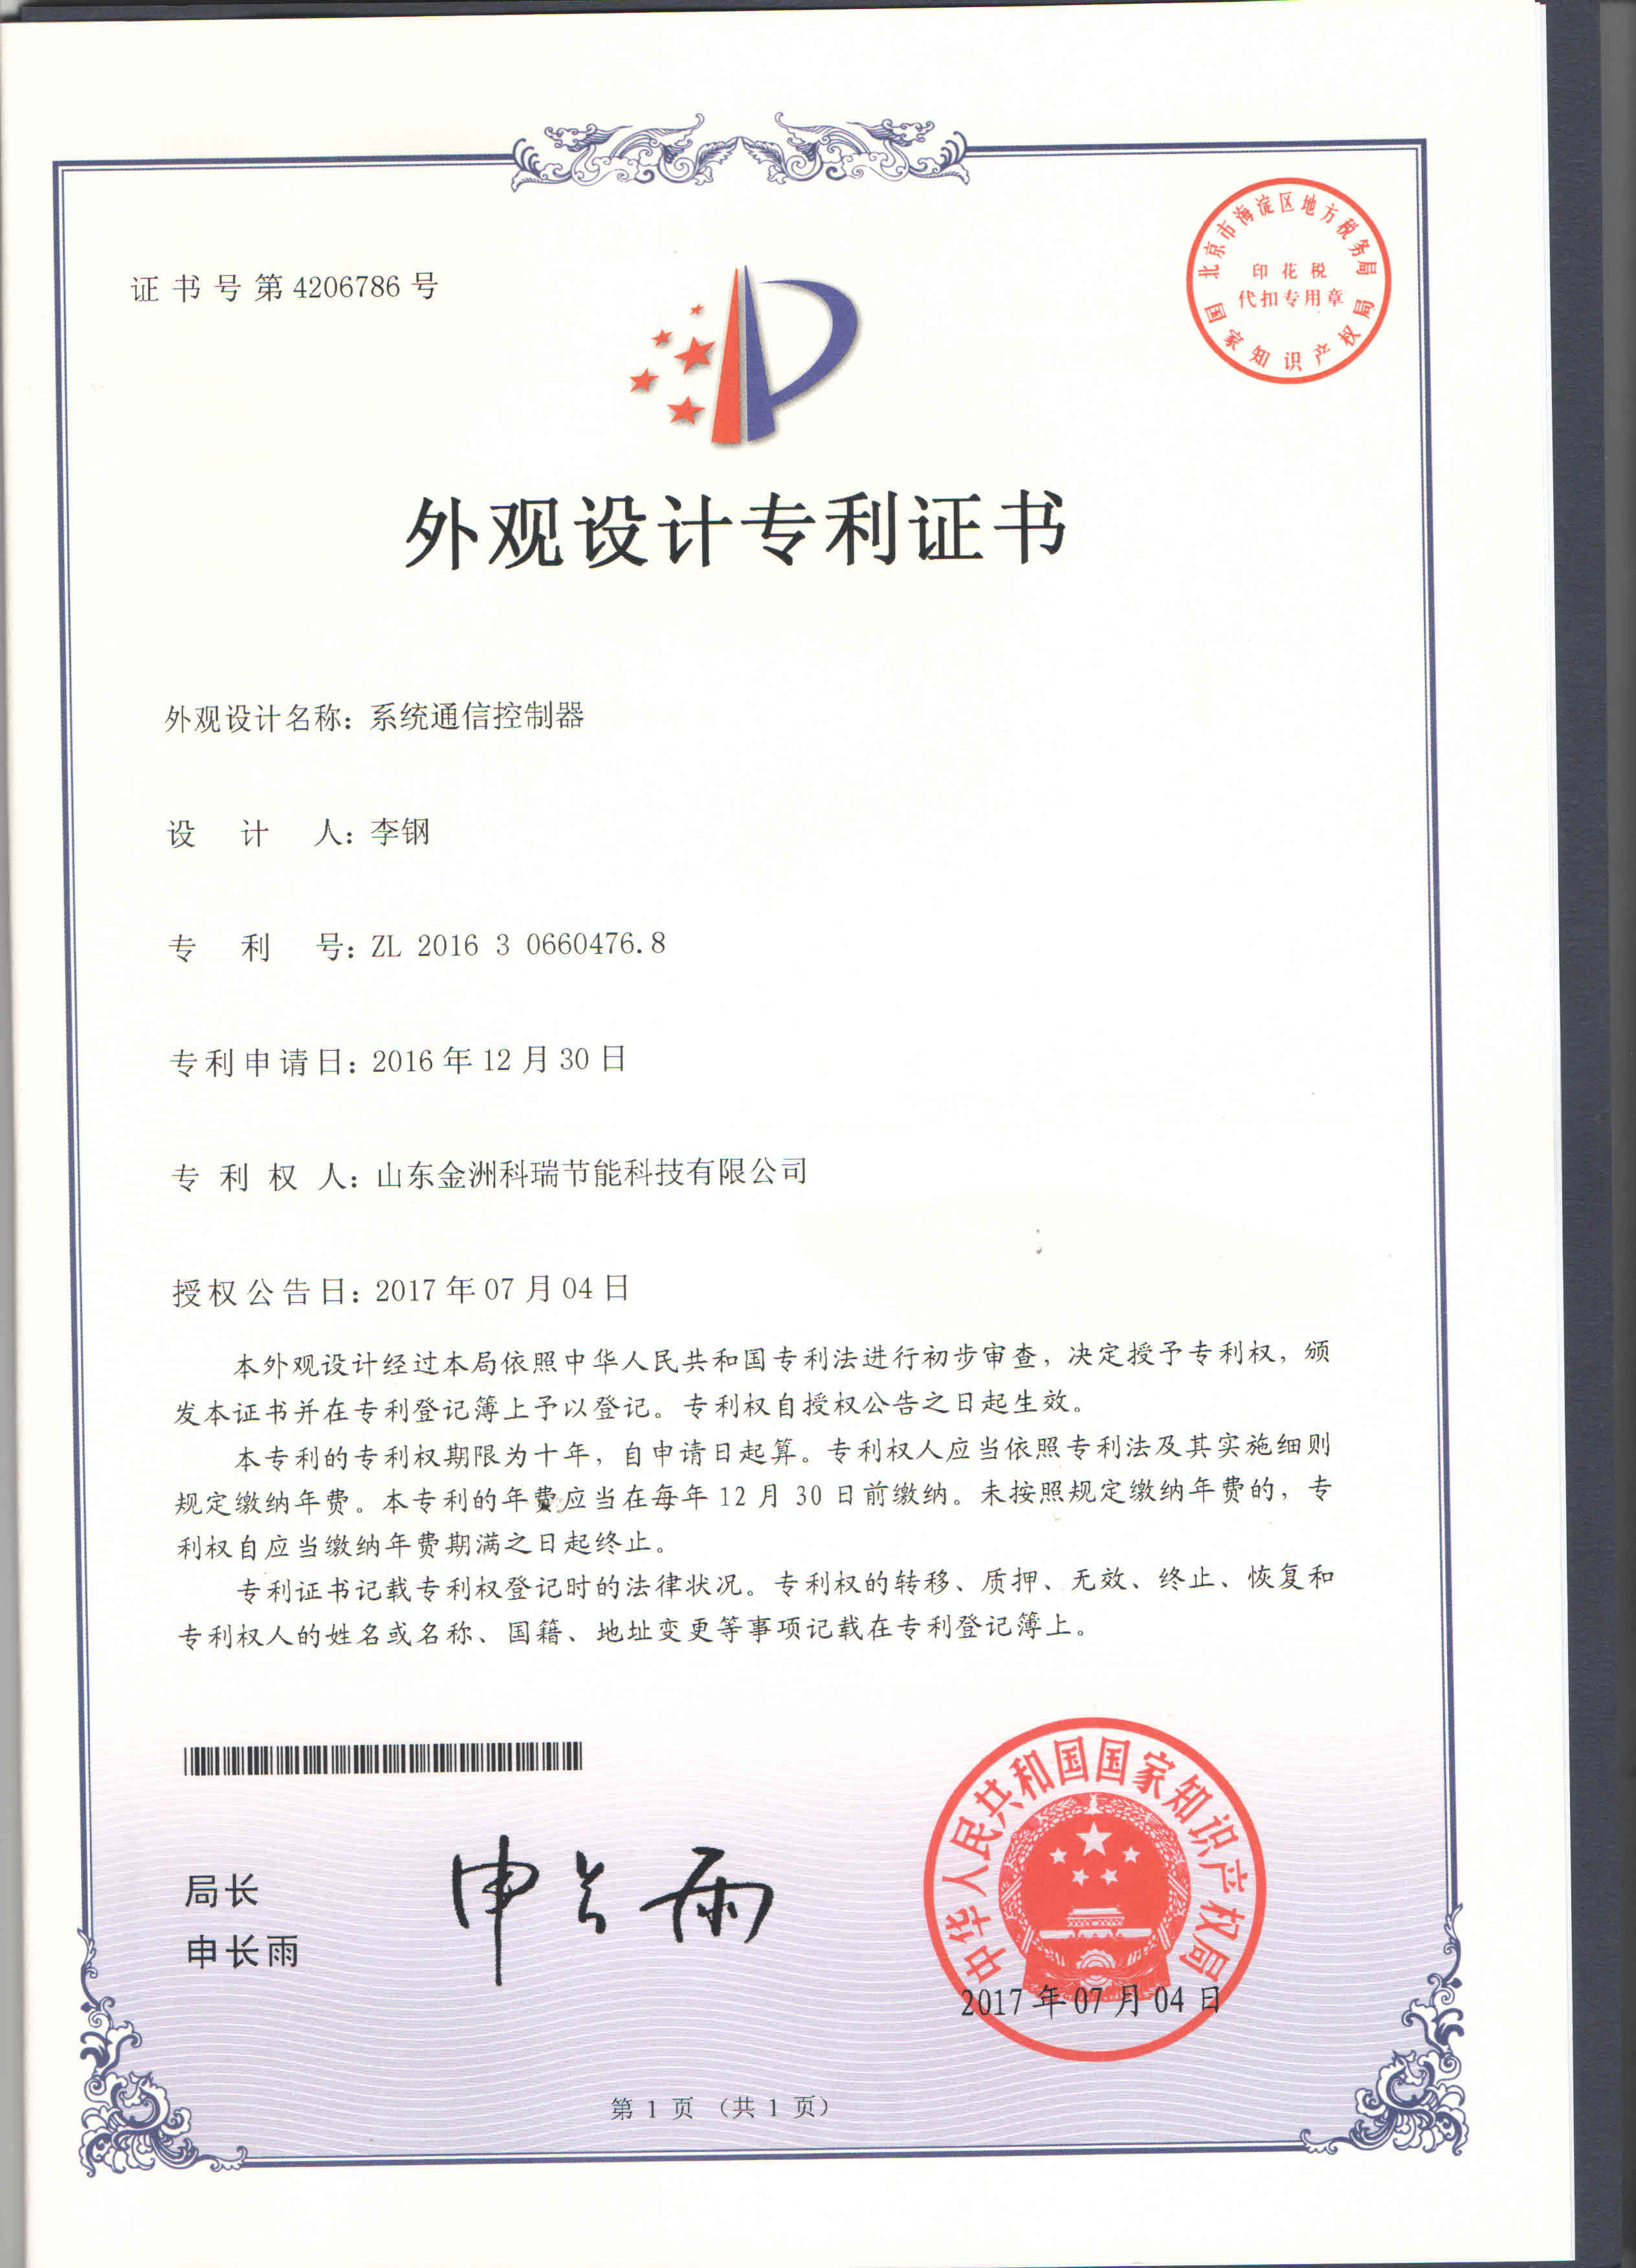 证书号第4206786号
北京市海淀区地方税务局
印花税
代扣专用章
国家知识产权局
外观设计专利证书
外观设计名称：系统通信控制器
设计人：李钢
专利号：ZL 2016 3 0660476.8
专利申请日：2016年12月30日
专利权人：山东金洲科瑞节能科技有限公司
授权公告日：2017年07月04日
本外观设计经过本局依照中华人民共和国专利法进行初步审查，决定授予专利权，颁
发本证书并在专利登记簿上予以登记。专利权自授权公告之日起生效。
本专利的专利权期限为十年，自申请日起算。专利权人应当依照专利法及其实施细则
规定缴纳年费。本专利的年费应当在每年12月30日前缴纳。未按照规定缴纳年费的，专
利权自应当缴纳年费期满之日起终止。
专利证书记载专利权登记时的法律状况。专利权的转移、质押、无效、终止、恢复和
专利权人的姓名或名称、国籍、地址变更等事项记载在专利登记簿上。
局长
申长雨
申长雨
中华人民共和国国家知识产权局
2017年07月04日
第1页（共1页）